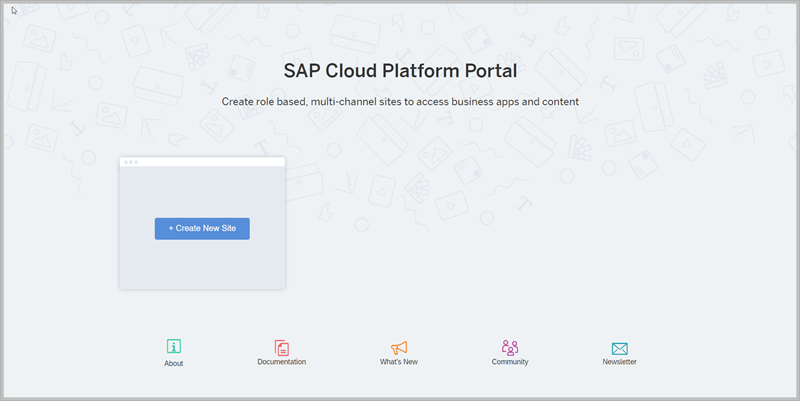 SAP Cloud Platform Portal
Create role based, multi-channel sites to access business apps and content
+ Create New Site
About
Documentation
What's New
Community
Newsletter